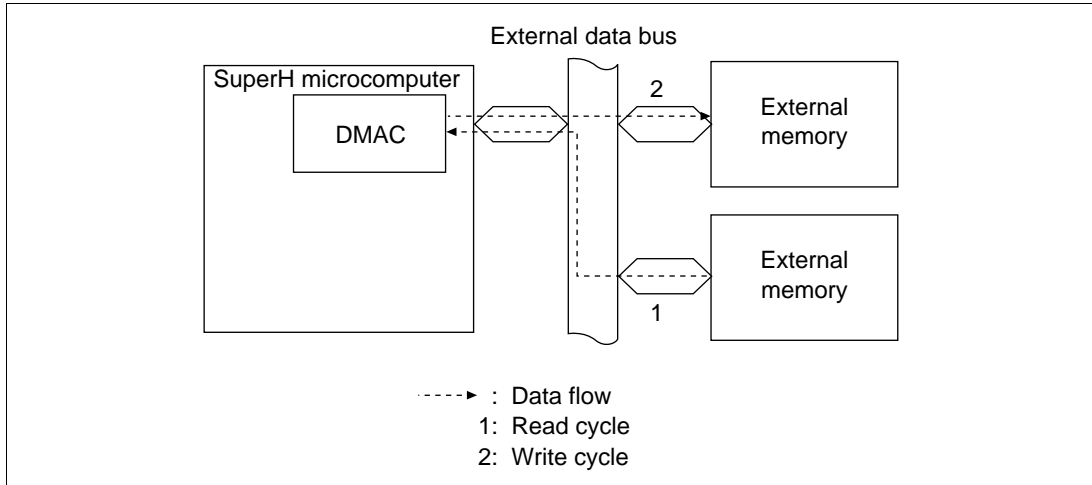 External data bus
SuperH microcomputer
DMAC
2
External
memory
External
memory
1
: Data flow
1: Read cycle
2: Write cycle